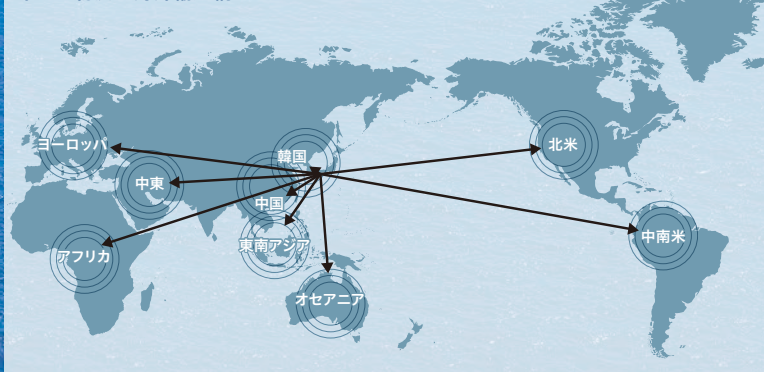 ヨーロッパ
韓国
北米
中東
中国
中南米
東南アジア
アフリカ
オセアニア